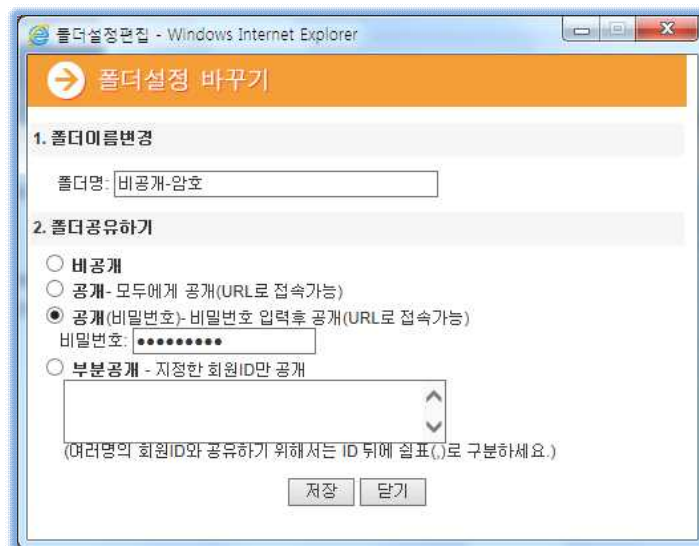 폴더설정편집 - Windows Internet Explorer
폴더설정 바꾸기
1. 폴더이름변경
폴더명: 비공개-암호
2. 폴더공유하기
비공개
공개- 모두에게 공개(URL로 접속가능)
공개(비밀번호)- 비밀번호 입력후 공개(URL로 접속가능)
비밀번호: •••••••••
부분공개 - 지정한 회원ID만 공개
(여러명의 회원ID와 공유하기 위해서는 ID 뒤에 쉼표(,)로 구분하세요.)
저장 닫기